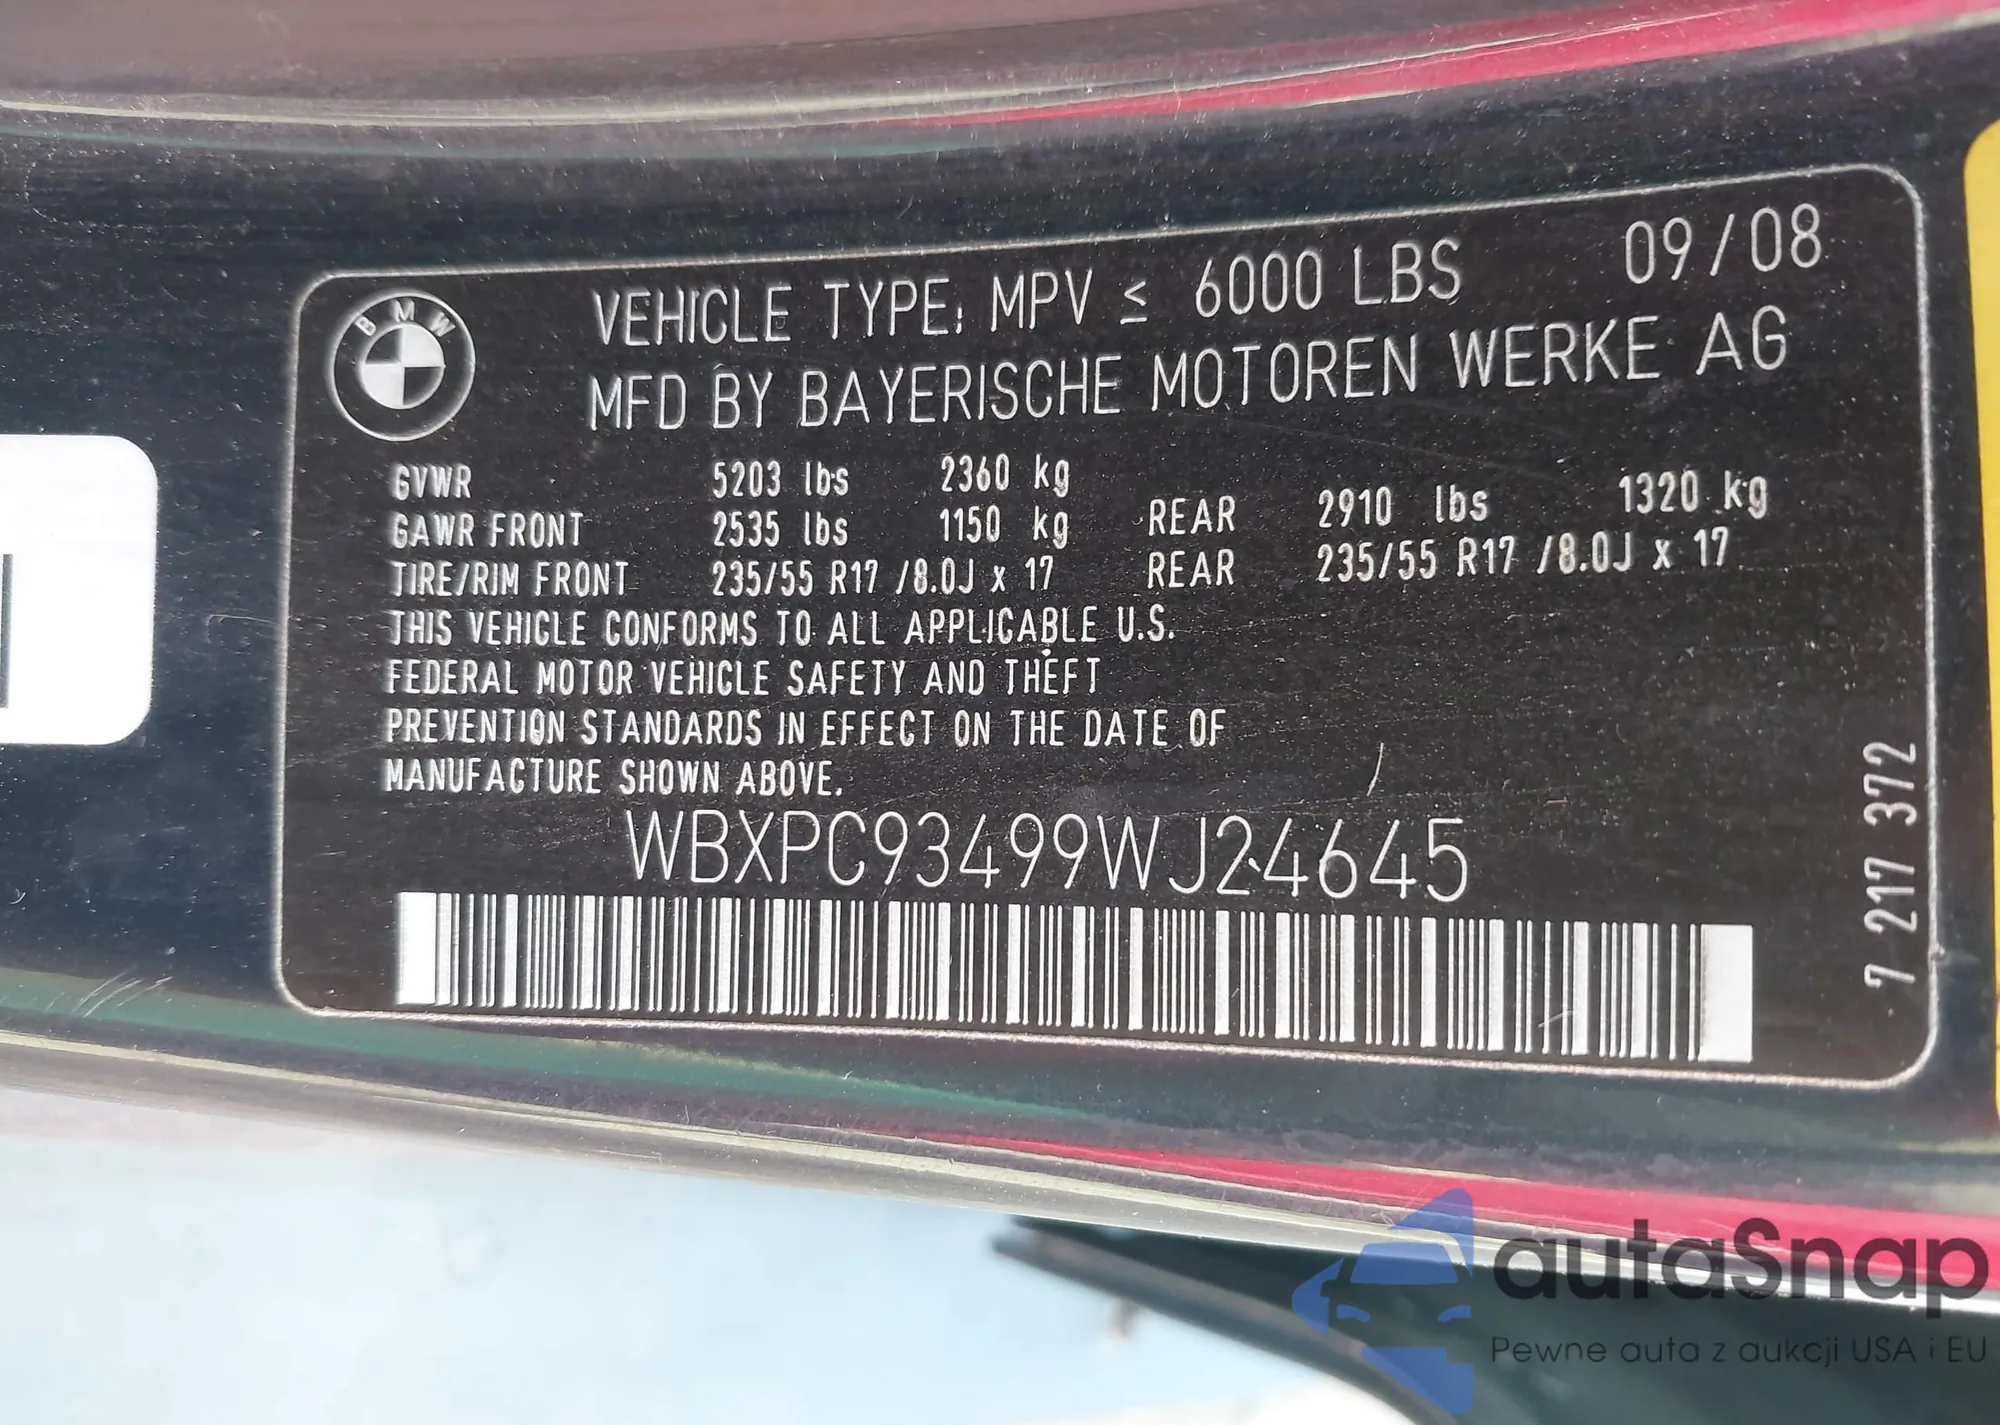 BMW
VEHICLE TYPE: MPV ≤ 6000 LBS 09/08
MFD BY BAYERISCHE MOTOREN WERKE AG
GVWR 5203 lbs 2360 kg
GAWR FRONT 2535 lbs 1150 kg REAR 2910 lbs 1320 kg
TIRE/RIM FRONT 235/55 R17 /8.0J x 17 REAR 235/55 R17 /8.0J x 17
THIS VEHICLE CONFORMS TO ALL APPLICABLE U.S.
FEDERAL MOTOR VEHICLE SAFETY AND THEFT
PREVENTION STANDARDS IN EFFECT ON THE DATE OF
MANUFACTURE SHOWN ABOVE.
WBXPC93499WJ24645
7 217 372
autaSnap
Pewne auta z aukcji USA i EU